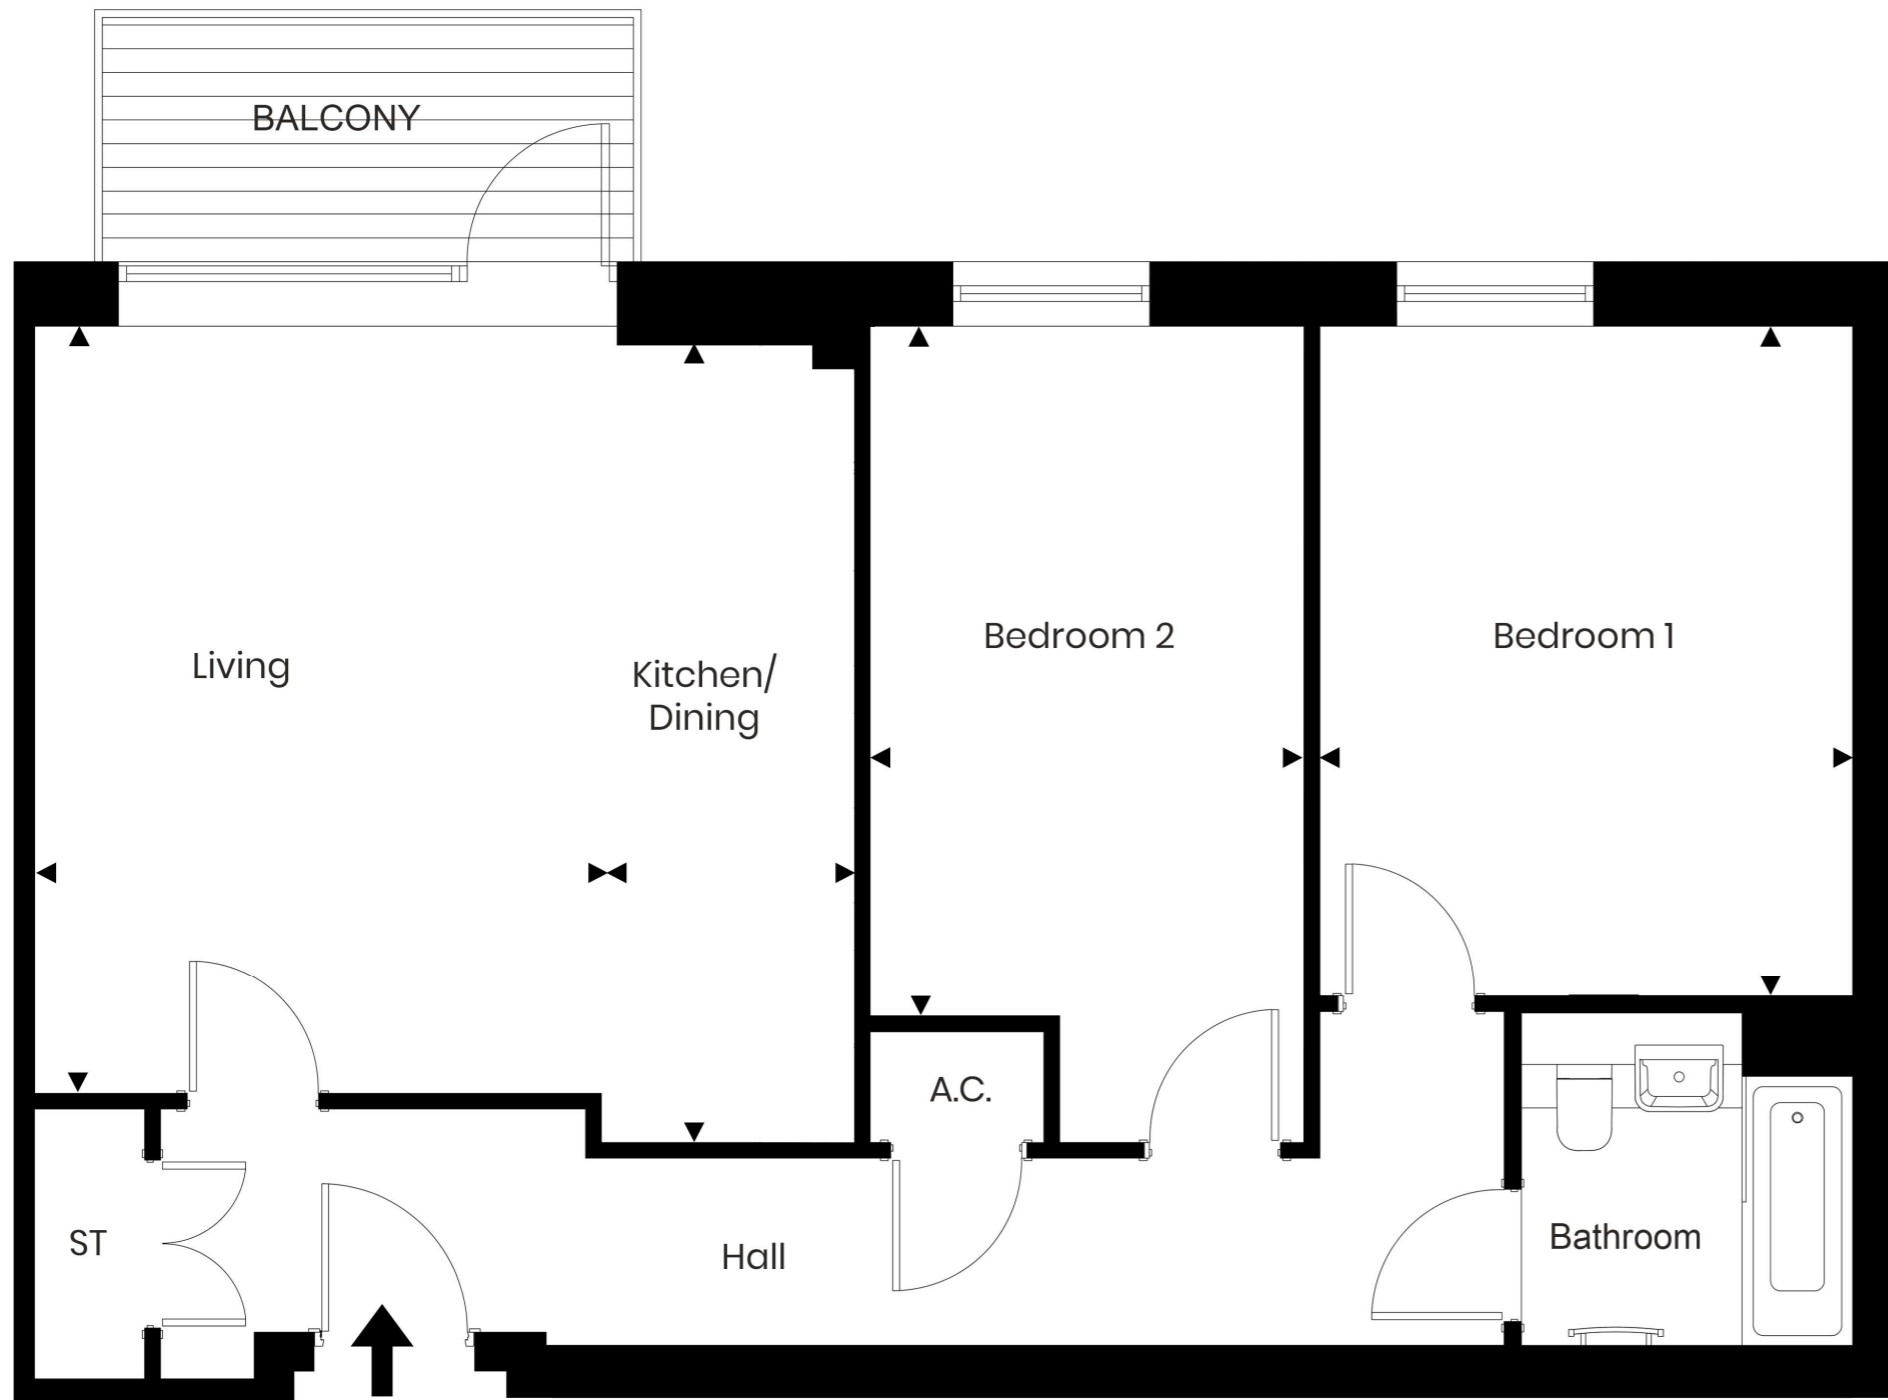 BALCONY
Living
Kitchen/
Dining
Bedroom 2
Bedroom 1
A.C.
ST
Hall
Bathroom